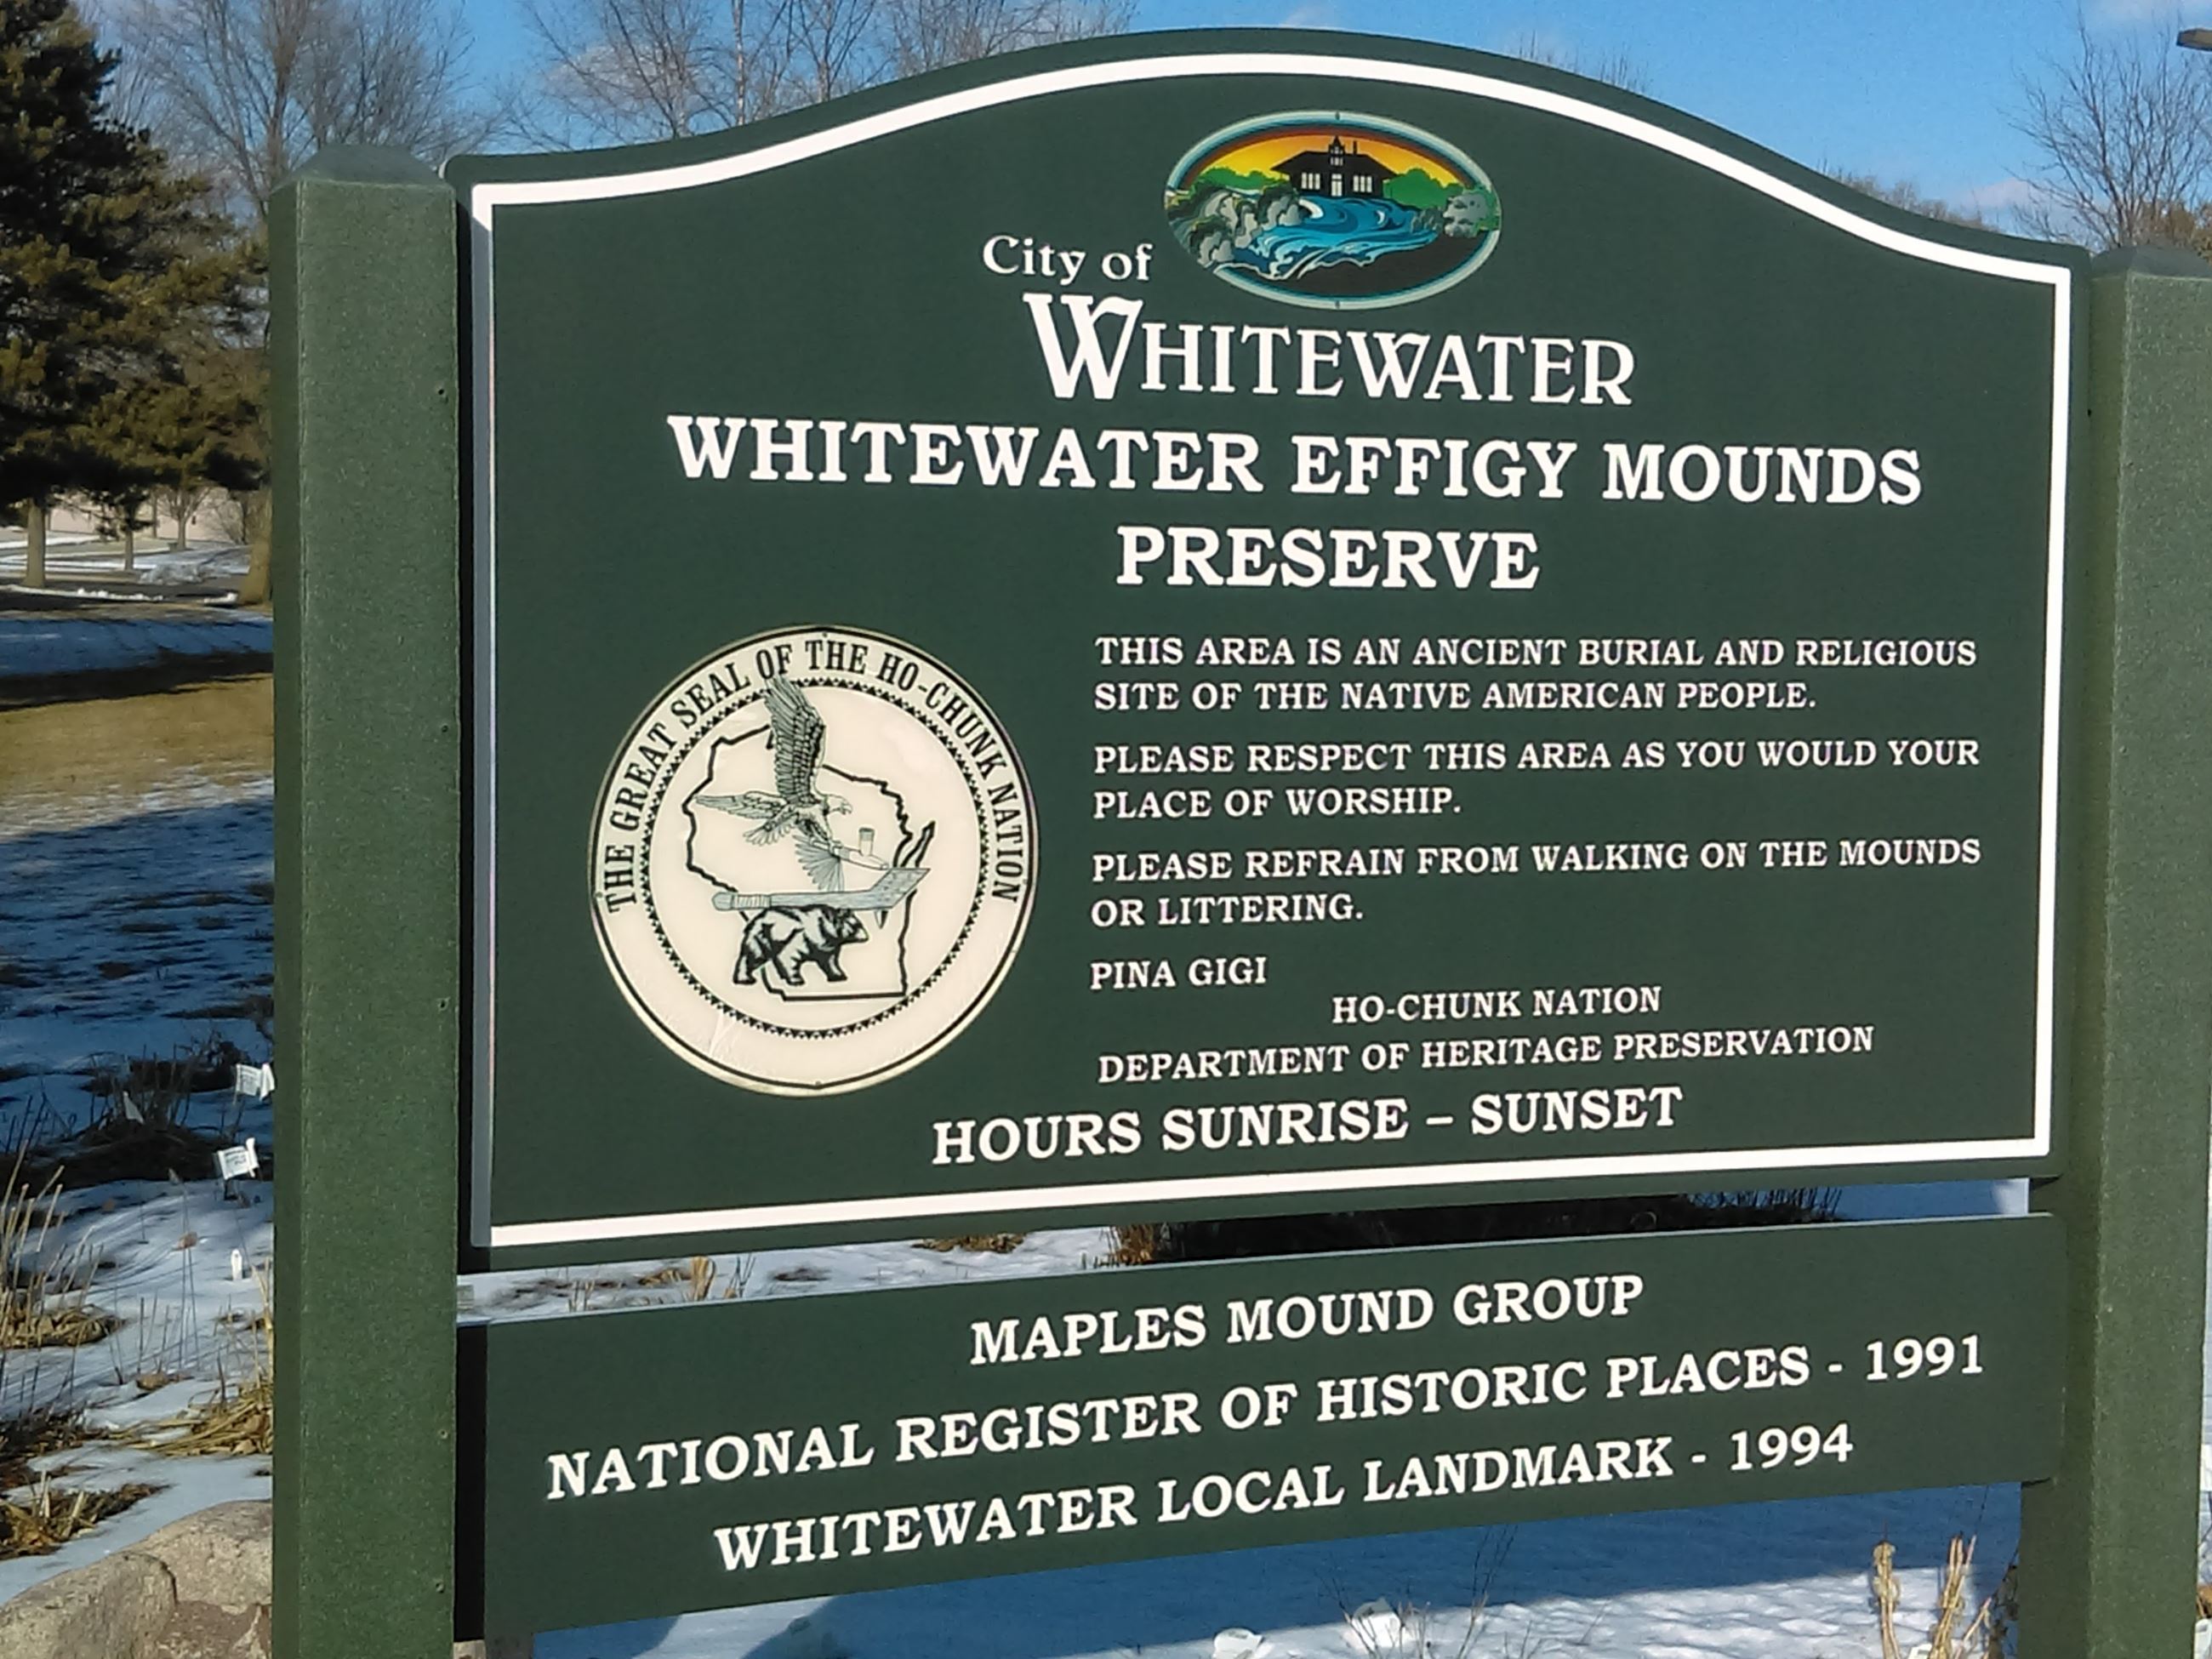 City of
WHITEWATER
WHITEWATER EFFIGY MOUNDS
PRESERVE
THE GREAT SEAL OF THE HO-CHUNK NATION
THIS AREA IS AN ANCIENT BURIAL AND RELIGIOUS
SITE OF THE NATIVE AMERICAN PEOPLE.
PLEASE RESPECT THIS AREA AS YOU WOULD YOUR
PLACE OF WORSHIP.
PLEASE REFRAIN FROM WALKING ON THE MOUNDS
OR LITTERING.
PINA GIGI
HO-CHUNK NATION
DEPARTMENT OF HERITAGE PRESERVATION
HOURS SUNRISE – SUNSET
MAPLES MOUND GROUP
NATIONAL REGISTER OF HISTORIC PLACES - 1991
WHITEWATER LOCAL LANDMARK - 1994